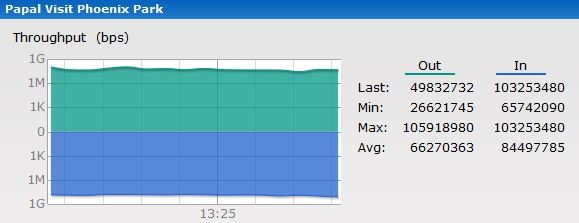 Papal Visit Phoenix Park
Throughput (bps)
1G
1M
1K
0
1K
1M
1G
13:25
Out In
Last: 49832732 103253480
Min: 26621745 65742090
Max: 105918980 103253480
Avg: 66270363 84497785